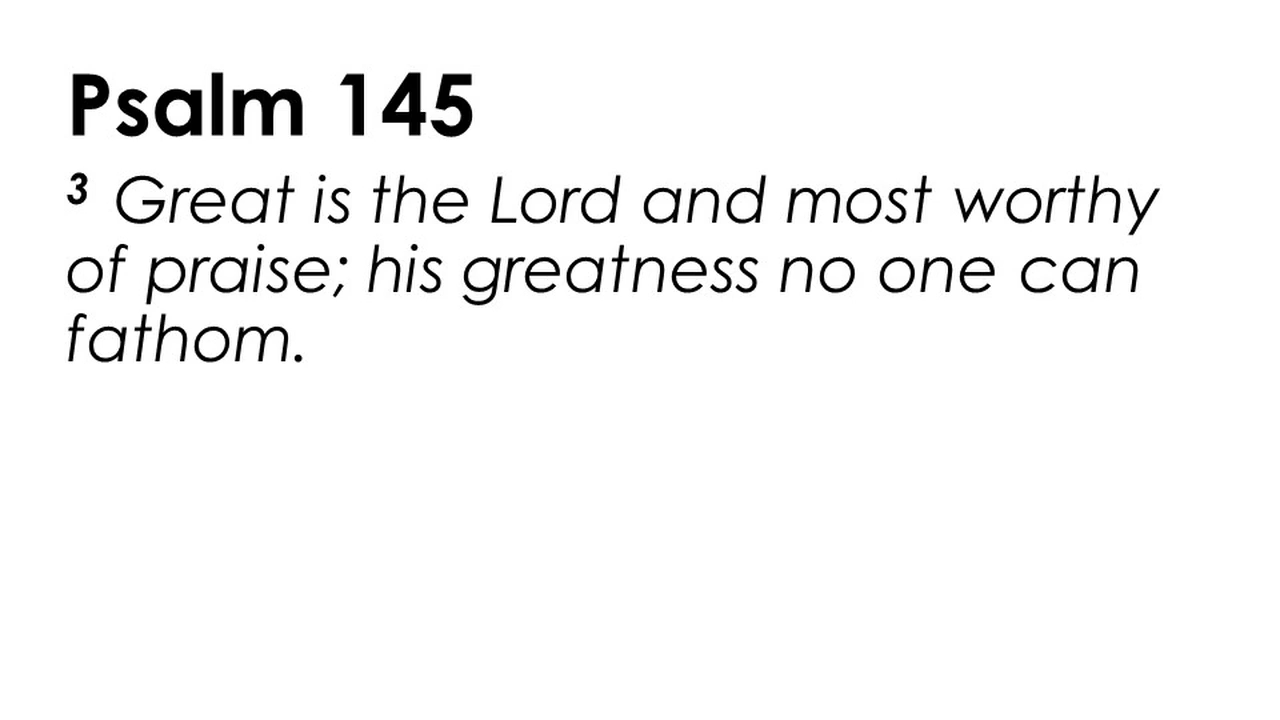 Psalm 145
3 Great is the Lord and most worthy
of praise; his greatness no one can
fathom.